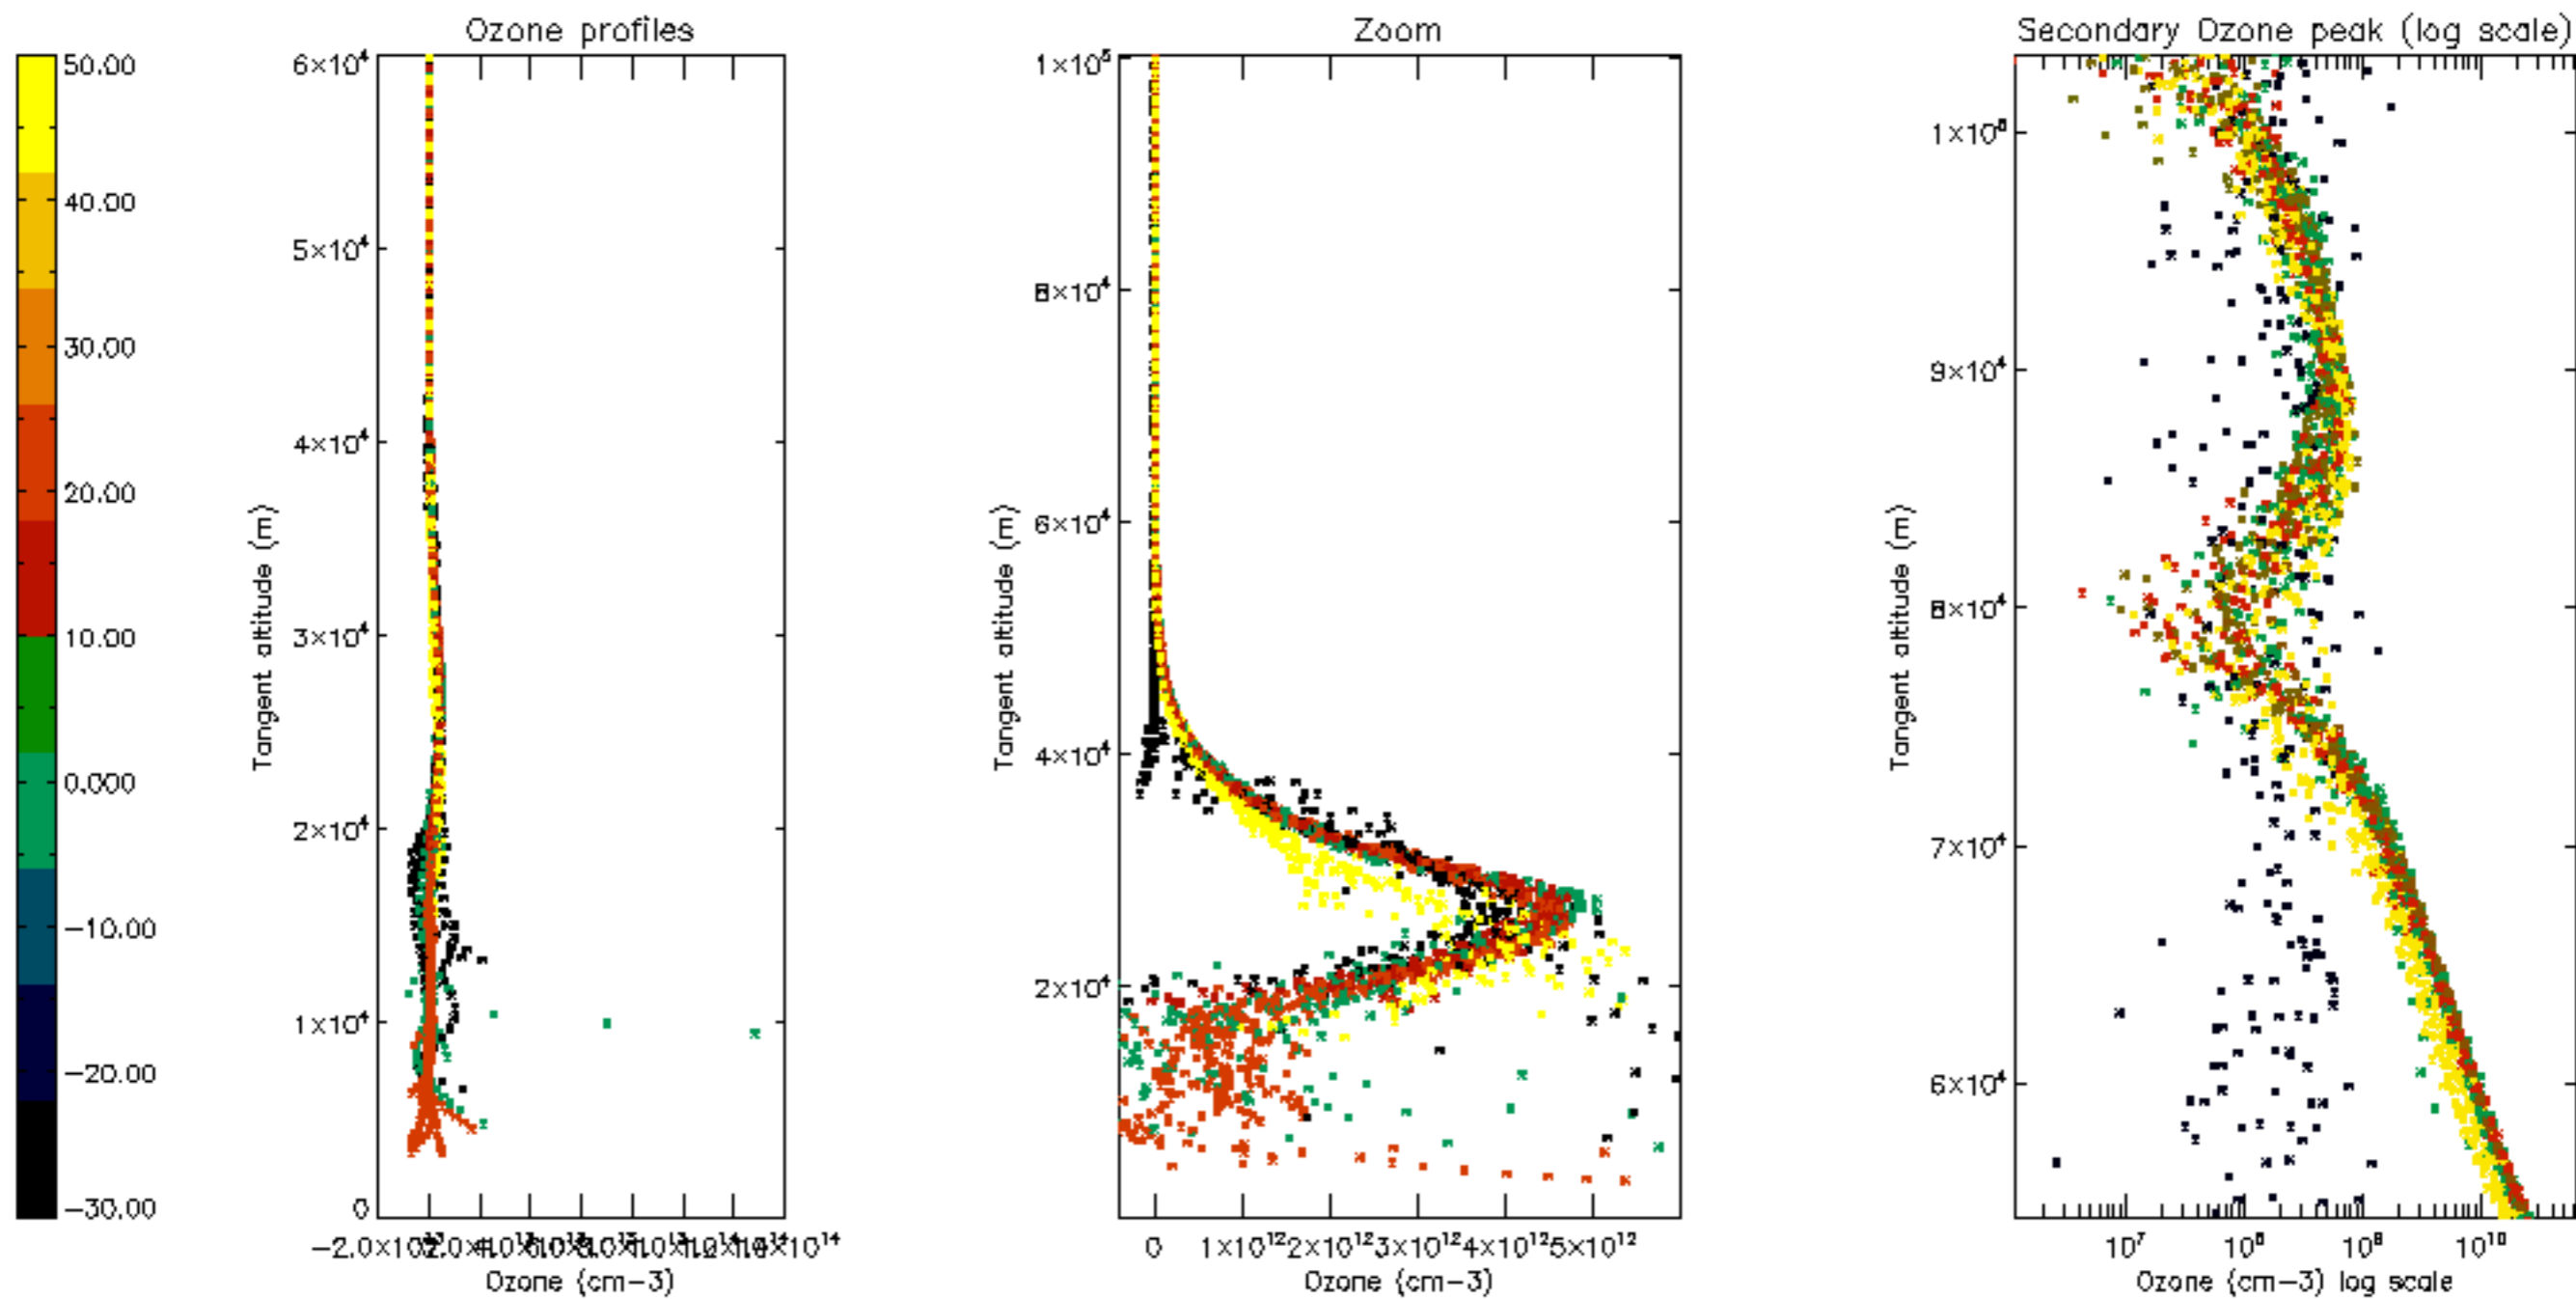 Ozone profiles
Zoom
Secondary Ozone peak (log scale)
50.00
40.00
30.00
20.00
10.00
0.000
−10.00
−20.00
−30.00
Tangent altitude (m)
6×10⁴
5×10⁴
4×10⁴
3×10⁴
2×10⁴
1×10⁴
0
Ozone (cm−3)
Tangent altitude (m)
1×10⁵
8×10⁴
6×10⁴
4×10⁴
2×10⁴
0 1×10¹² 2×10¹² 3×10¹² 4×10¹² 5×10¹²
Ozone (cm−3)
Tangent altitude (m)
1×10⁵
9×10⁴
8×10⁴
7×10⁴
6×10⁴
10⁷ 10⁸ 10⁹ 10¹⁰
Ozone (cm−3) log scale